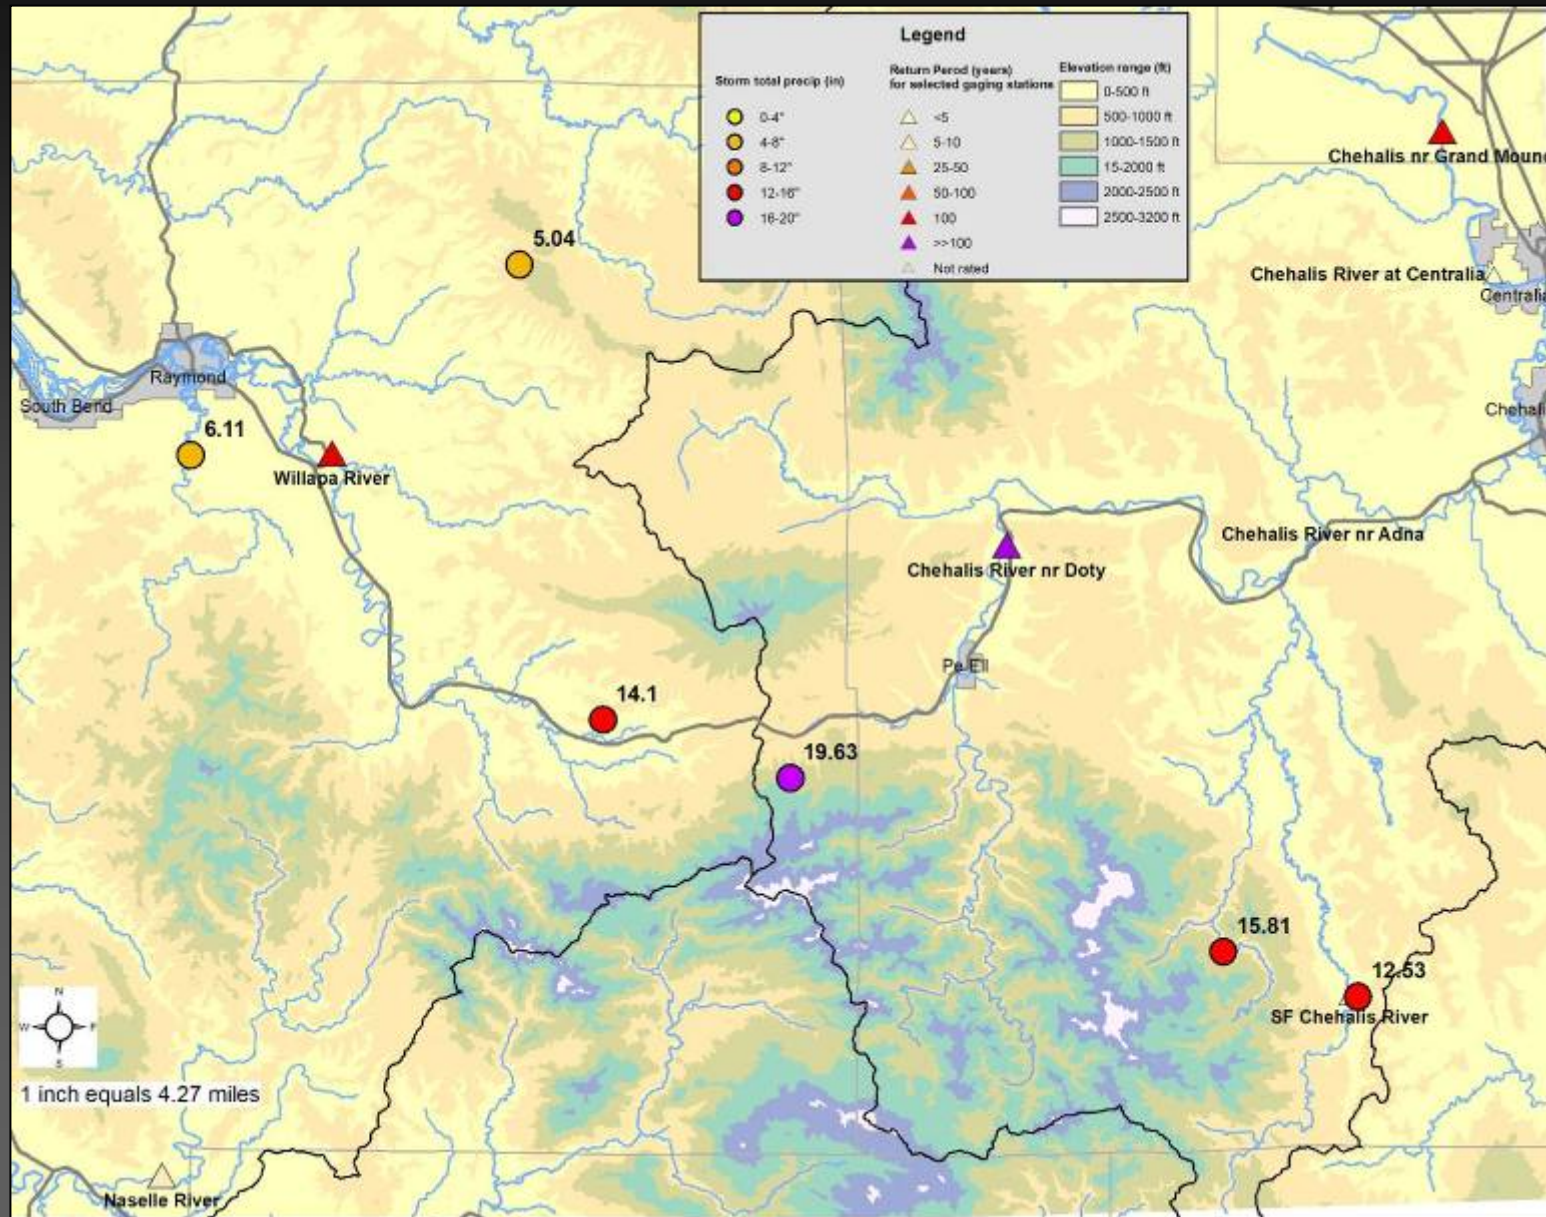 Legend
Storm total precip (in)
0-4"
4-8"
8-12"
12-16"
16-20"
Return Perod (years)
for selected gaging stations
<5
5-10
25-50
50-100
100
>>100
Not rated
Elevation range (ft)
0-500 ft
500-1000 ft
1000-1500 ft
15-2000 ft
2000-2500 ft
2500-3200 ft
Chehalis nr Grand Moun
5.04
Chehalis River at Centralia
Centralia
Raymond
South Bend
Chehali
6.11
Willapa River
Chehalis River nr Adna
Chehalis River nr Doty
Pe Ell
14.1
19.63
15.81
12.53
SF Chehalis River
N
W
E
S
1 inch equals 4.27 miles
Naselle River